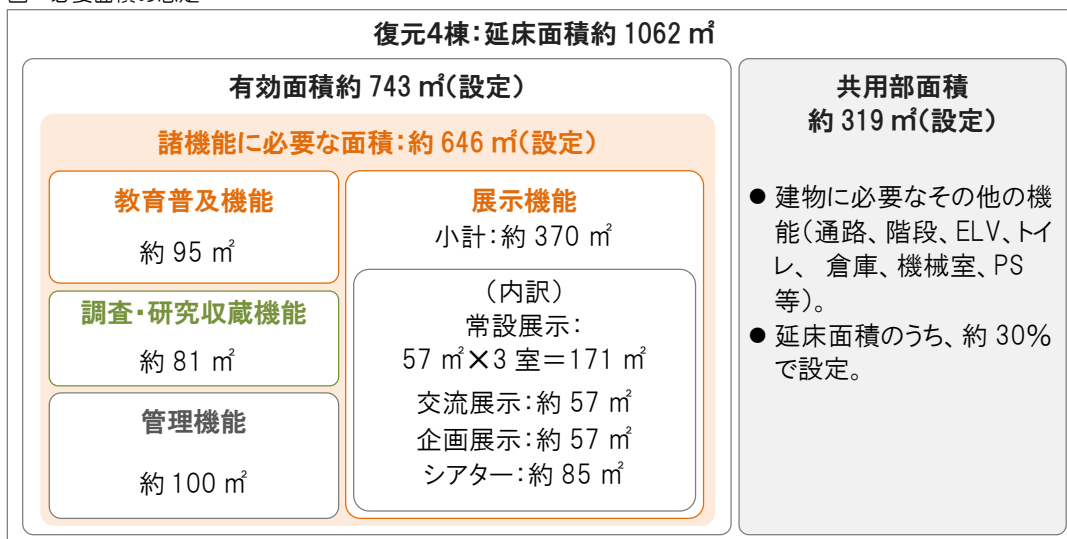 復元4棟:延床面積約 1062 ㎡
有効面積約 743 ㎡(設定)
諸機能に必要な面積:約 646 ㎡(設定)
教育普及機能
約 95 ㎡
調査・研究収蔵機能
約 81 ㎡
管理機能
約 100 ㎡
展示機能
小計:約 370 ㎡
(内訳)
常設展示:
57 ㎡×3 室=171 ㎡
交流展示:約 57 ㎡
企画展示:約 57 ㎡
シアター:約 85 ㎡
共用部面積
約 319 ㎡(設定)
● 建物に必要なその他の機
能(通路、階段、ELV、トイ
レ、 倉庫、機械室、PS
等)。
● 延床面積のうち、約 30%
で設定。